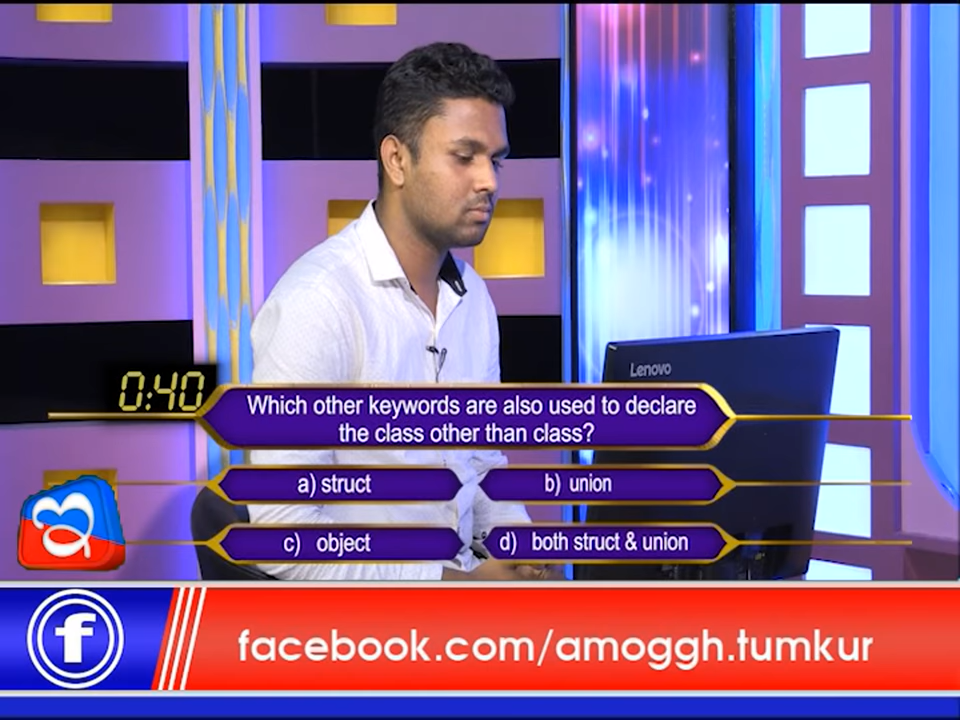 Lenovo
0:40
Which other keywords are also used to declare
the class other than class?
a) struct
b) union
c) object
d) both struct & union
f
facebook.com/amoggh.tumkur